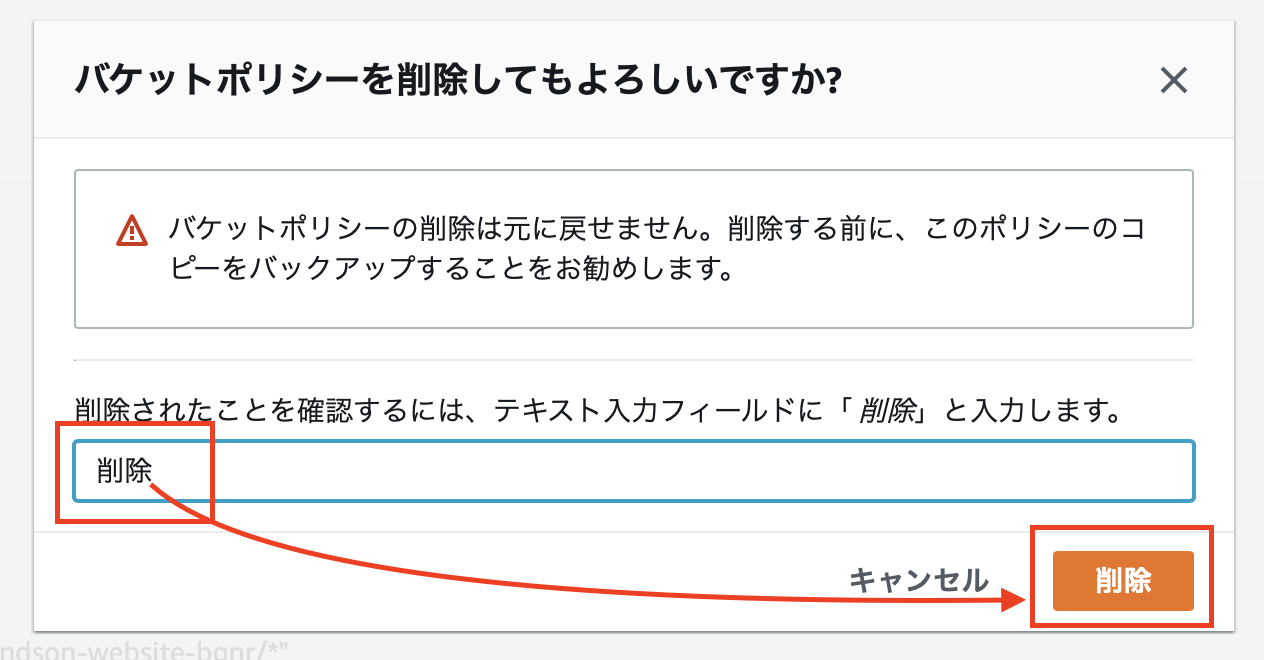 バケットポリシーを削除してもよろしいですか?
バケットポリシーの削除は元に戻せません。削除する前に、このポリシーのコ
ピーをバックアップすることをお勧めします。
削除されたことを確認するには、テキスト入力フィールドに「 削除」と入力します。
削除
キャンセル 削除
ndson-website-bqnr/*"